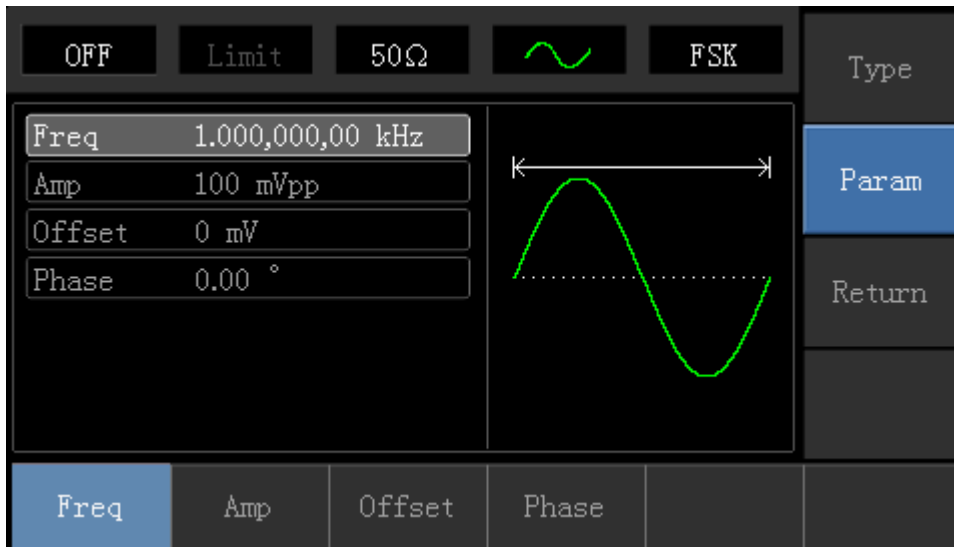 OFF Limit 50Ω FSK
Type
Freq 1.000,000,00 kHz
Amp 100 mVpp
Offset 0 mV
Phase 0.00 °
Param
Return
Freq Amp Offset Phase